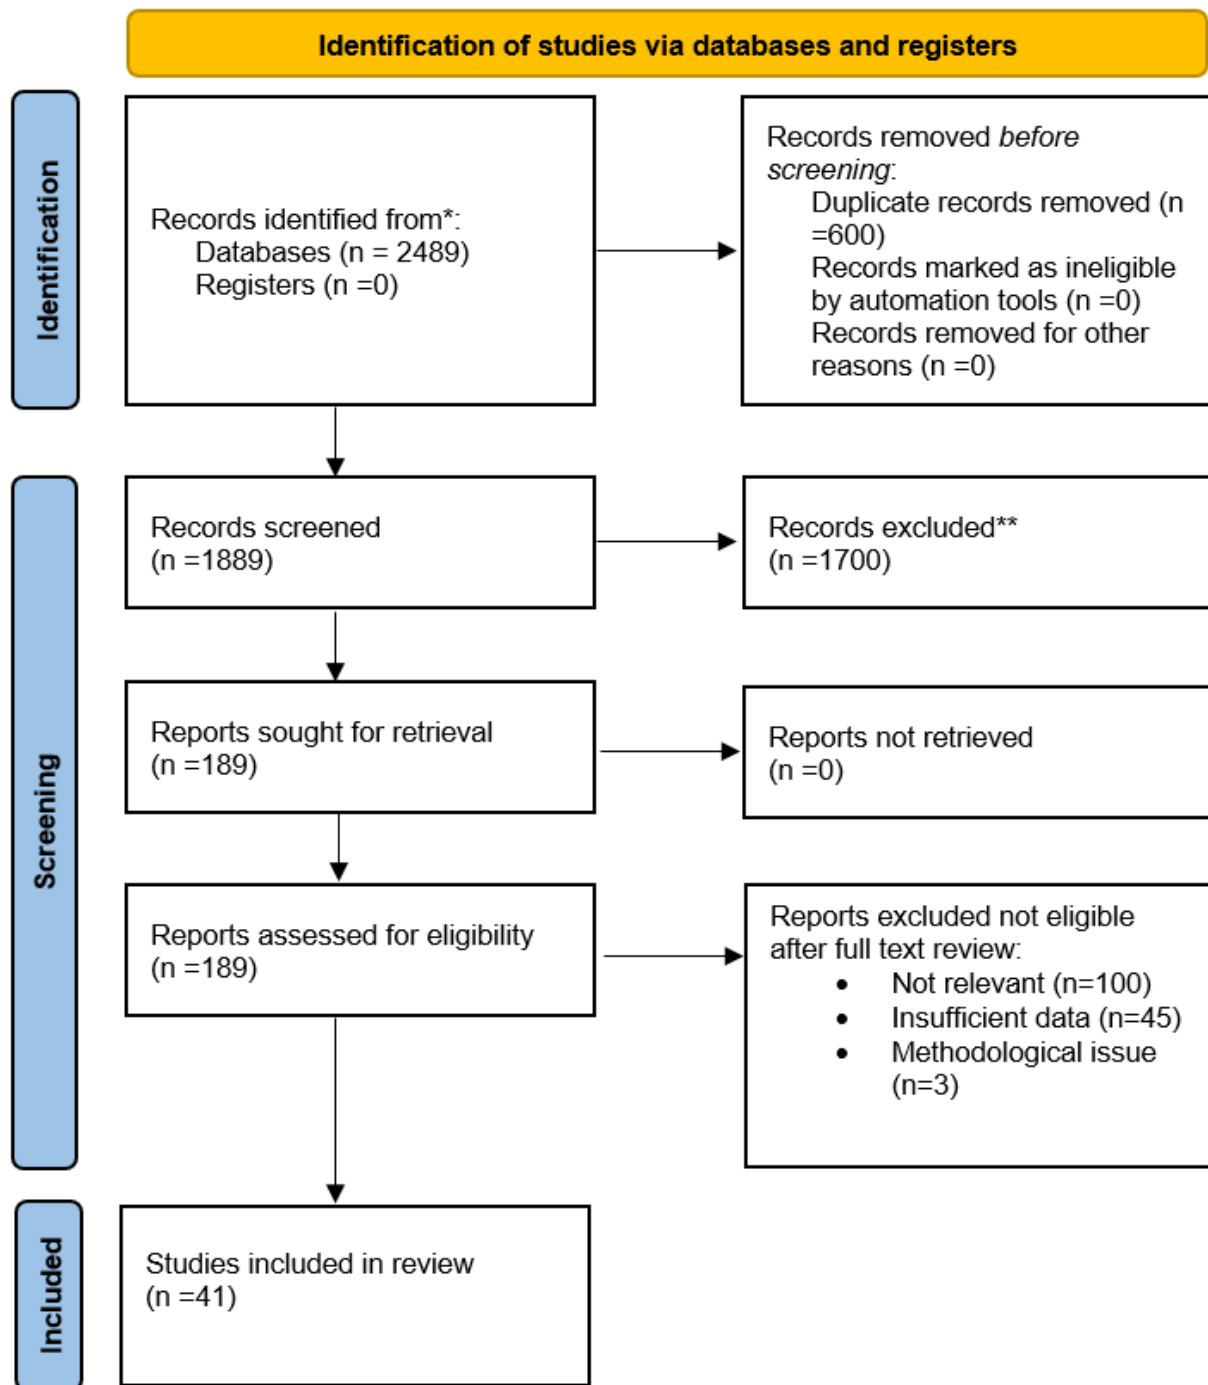 Identification of studies via databases and registers
Identification
Records identified from*:
Databases (n = 2489)
Registers (n =0)
Records removed before
screening:
Duplicate records removed (n
=600)
Records marked as ineligible
by automation tools (n =0)
Records removed for other
reasons (n =0)
Screening
Records screened
(n =1889)
Records excluded**
(n =1700)
Reports sought for retrieval
(n =189)
Reports not retrieved
(n =0)
Reports assessed for eligibility
(n =189)
Reports excluded not eligible
after full text review:
• Not relevant (n=100)
• Insufficient data (n=45)
• Methodological issue
(n=3)
Included
Studies included in review
(n =41)